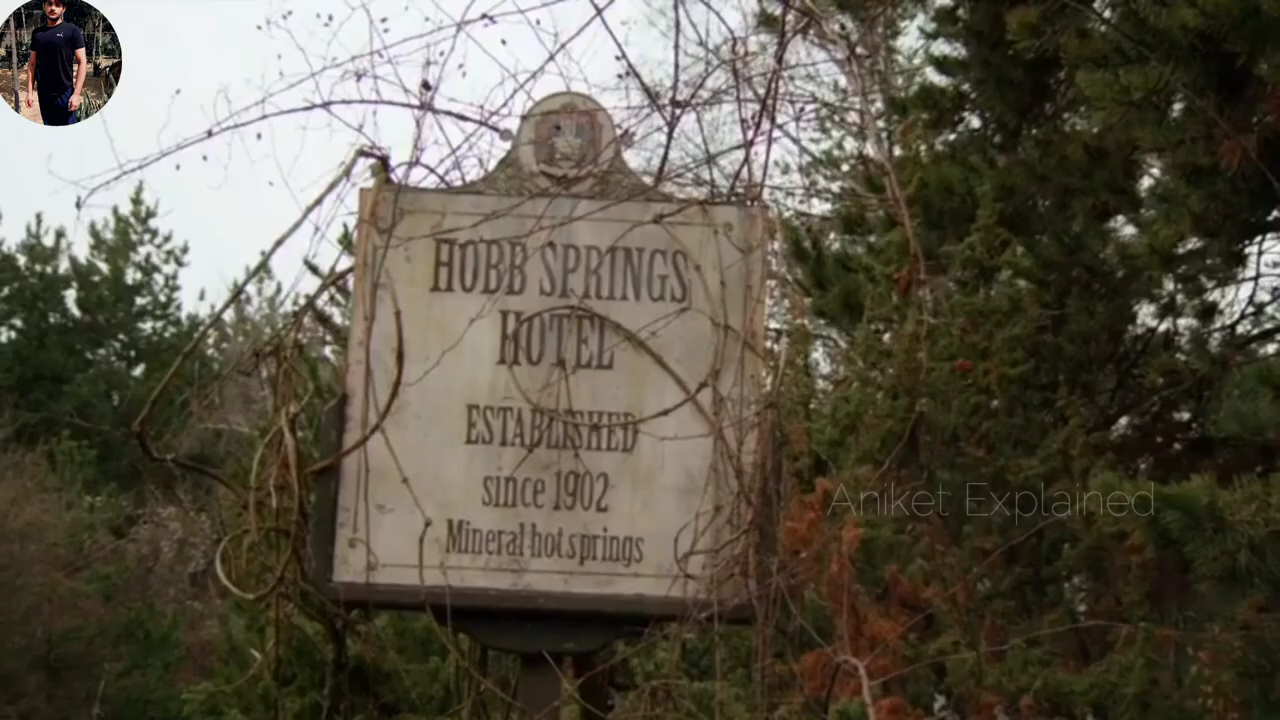 HOBB SPRINGS
HOTEL
ESTABLISHED
since 1902
Mineral hot springs
Aniket Explained